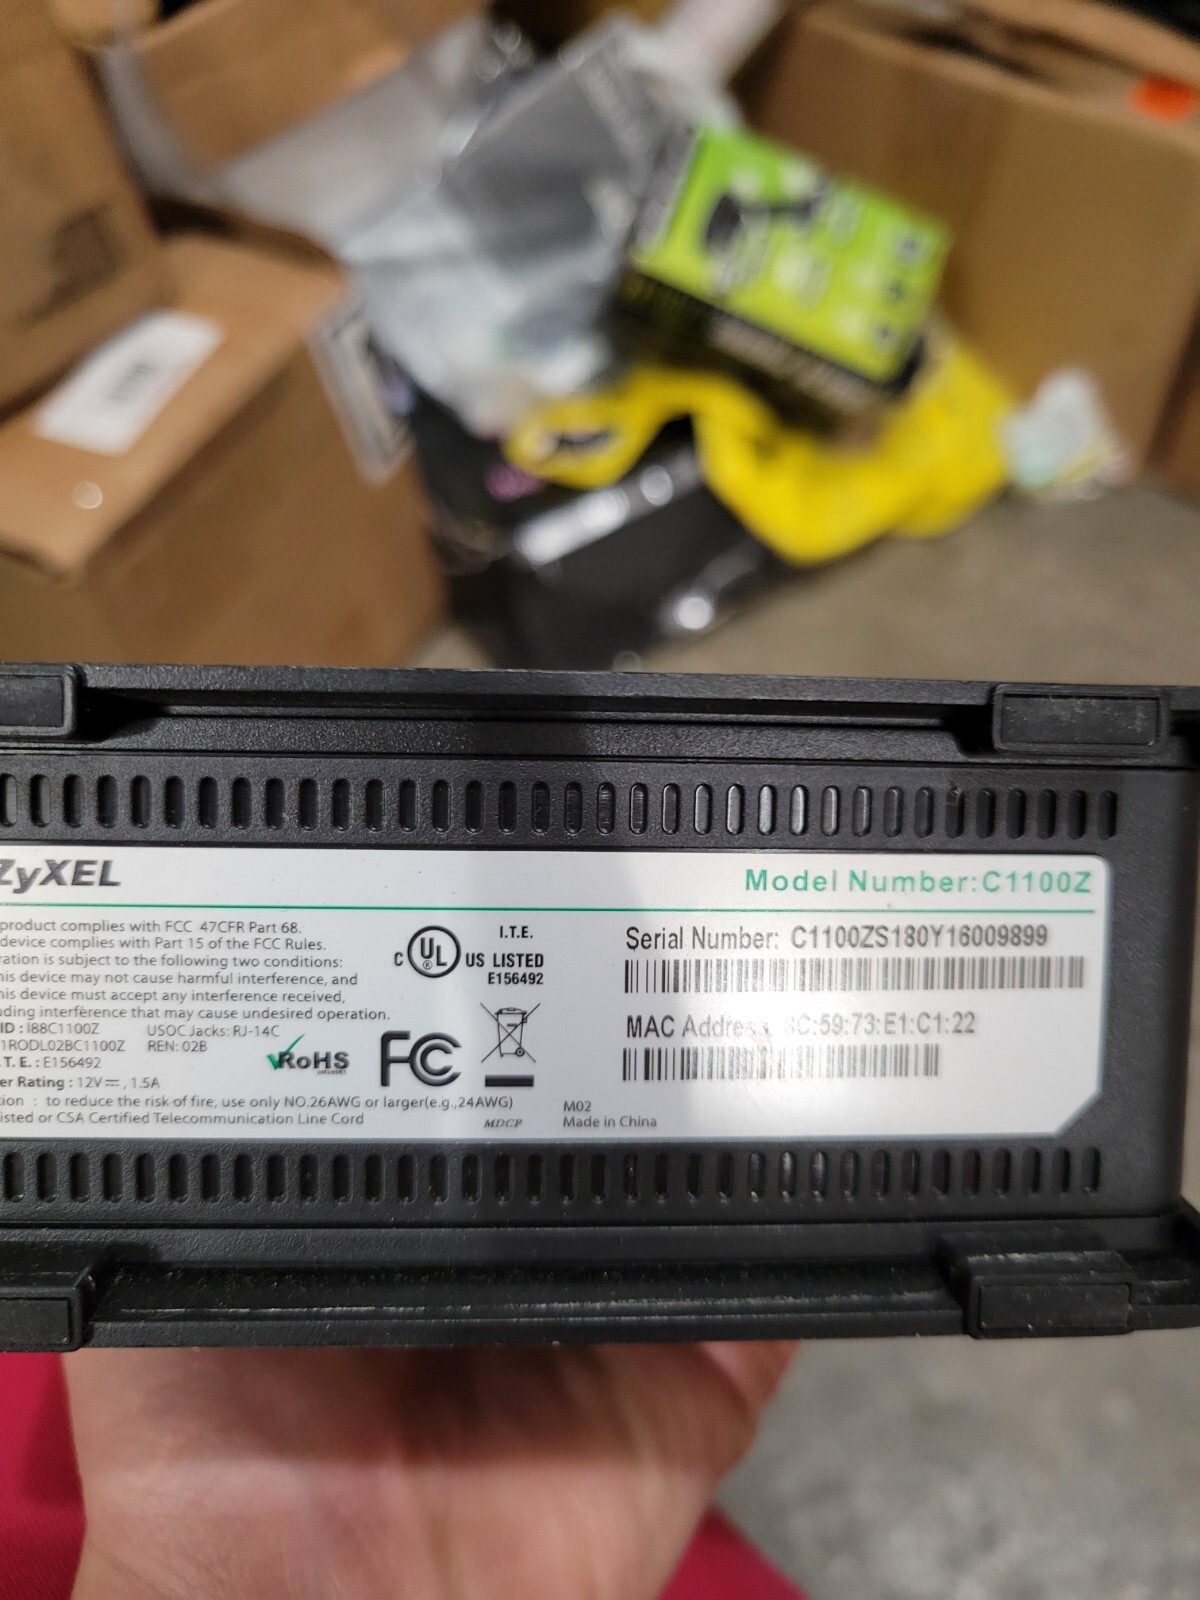 ZyXEL
Model Number:C1100Z
product complies with FCC 47CFR Part 68.
device complies with Part 15 of the FCC Rules.
ration is subject to the following two conditions:
his device may not cause harmful interference, and
his device must accept any interference received,
uding interference that may cause undesired operation.
ID : I88C1100Z USOC Jacks: RJ-14C
1RODL02BC1100Z REN: 02B
.T. E. : E156492
er Rating : 12V⎓, 1.5A
tion : to reduce the risk of fire, use only NO.26AWG or larger(e.g.,24AWG)
isted or CSA Certified Telecommunication Line Cord
C UL ® US LISTED
I.T.E.
E156492
RoHS
FC
MDCP
Serial Number: C1100ZS180Y16009899
MAC Address C:59:73:E1:C1:22
M02
Made in China